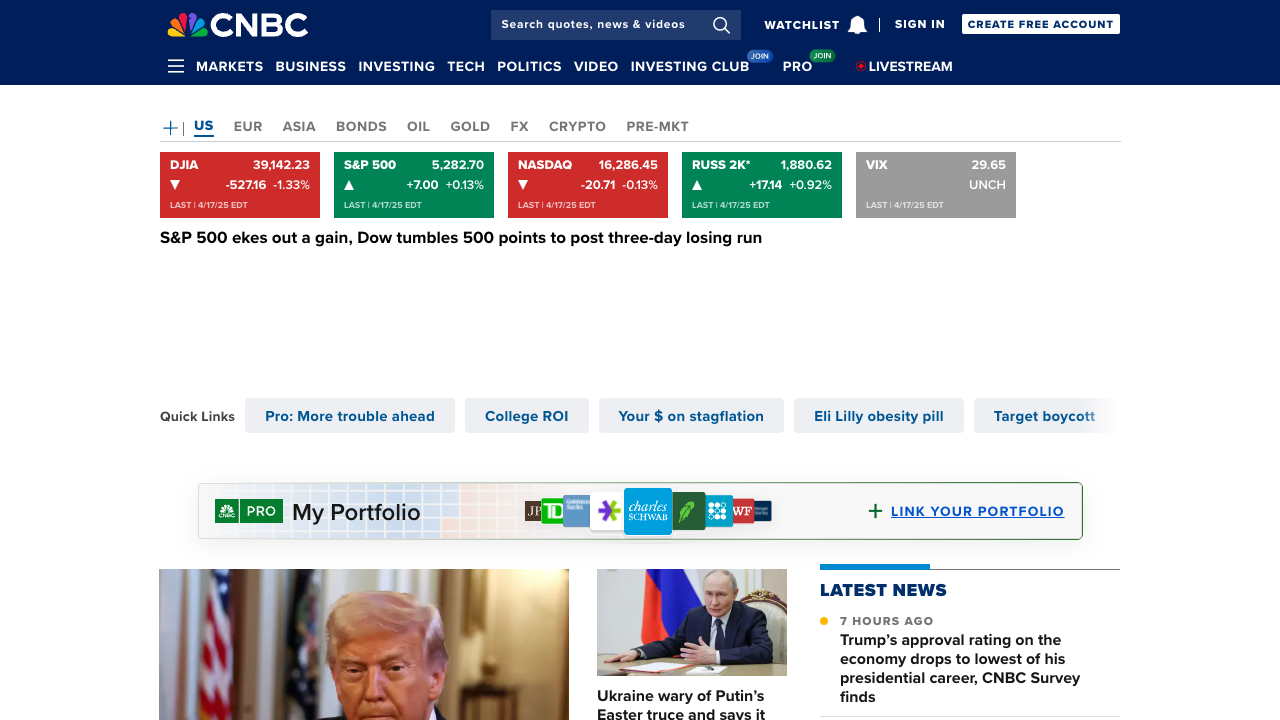 CNBC
Search quotes, news & videos
WATCHLIST
SIGN IN
CREATE FREE ACCOUNT
MARKETS BUSINESS INVESTING TECH POLITICS VIDEO INVESTING CLUB JOIN PRO JOIN LIVESTREAM
US EUR ASIA BONDS OIL GOLD FX CRYPTO PRE-MKT
DJIA 39,142.23
-527.16 -1.33%
LAST | 4/17/25 EDT
S&P 500 5,282.70
+7.00 +0.13%
LAST | 4/17/25 EDT
NASDAQ 16,286.45
-20.71 -0.13%
LAST | 4/17/25 EDT
RUSS 2K* 1,880.62
+17.14 +0.92%
LAST | 4/17/25 EDT
VIX 29.65
UNCH
LAST | 4/17/25 EDT
S&P 500 ekes out a gain, Dow tumbles 500 points to post three-day losing run
Quick Links Pro: More trouble ahead College ROI Your $ on stagflation Eli Lilly obesity pill Target boycott
CNBC PRO My Portfolio
JP TD Goldman Sachs charles SCHWAB WF
+ LINK YOUR PORTFOLIO
Ukraine wary of Putin’s
Easter truce and says it
LATEST NEWS
7 HOURS AGO
Trump’s approval rating on the
economy drops to lowest of his
presidential career, CNBC Survey
finds